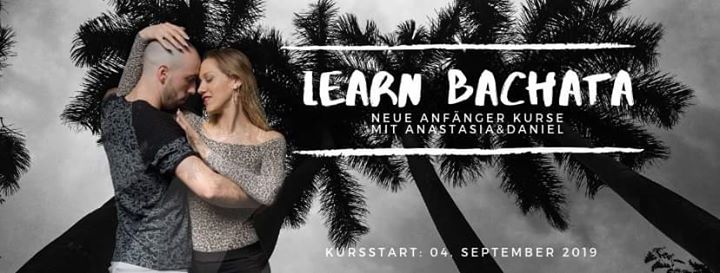 LEARN BACHATA
NEUE ANFÄNGER KURSE
MIT ANASTASIA&DANIEL
KURSSTART: 04. SEPTEMBER 2019